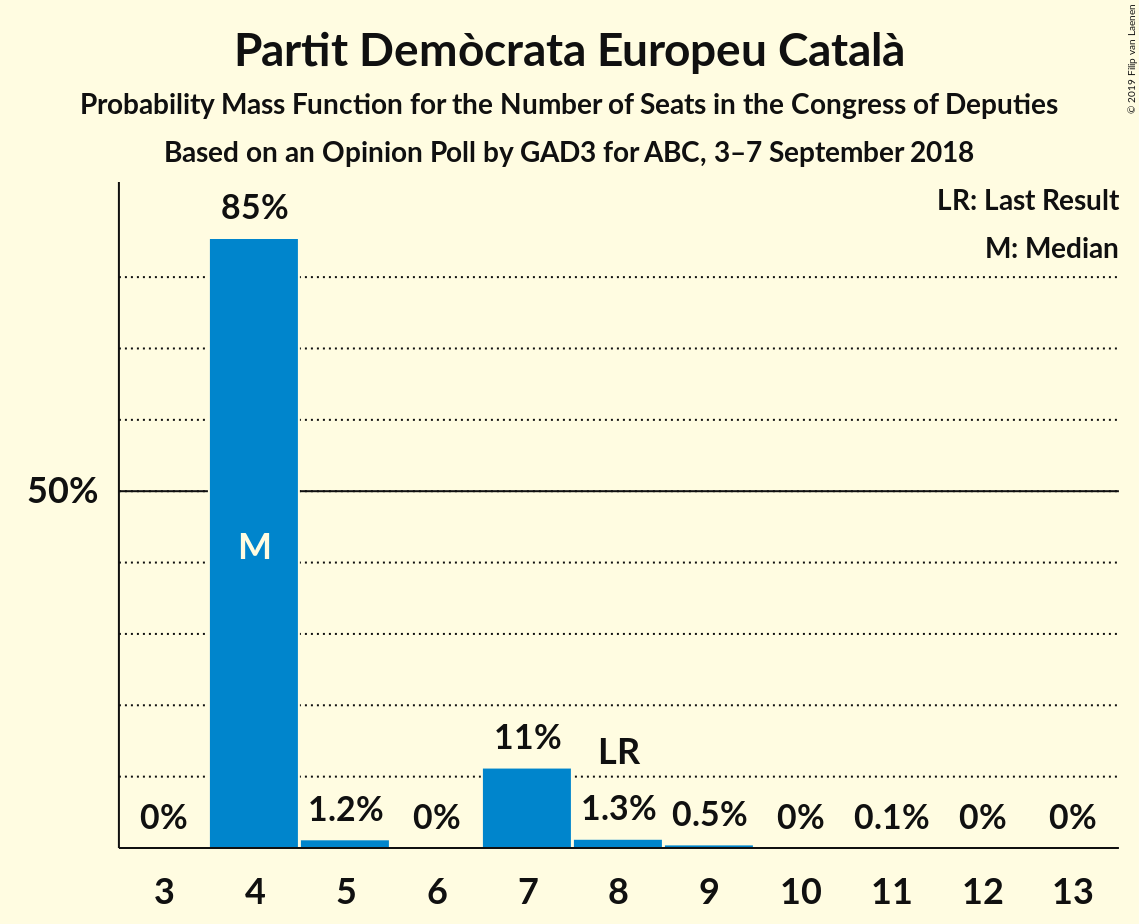 Partit Demòcrata Europeu Català
Probability Mass Function for the Number of Seats in the Congress of Deputies
Based on an Opinion Poll by GAD3 for ABC, 3–7 September 2018
© 2019 Filip van Laenen
LR: Last Result
M: Median
85%
50%
M
11%
LR
0%
1.2%
0%
1.3%
0.5%
0%
0.1%
0%
0%
3 4 5 6 7 8 9 10 11 12 13